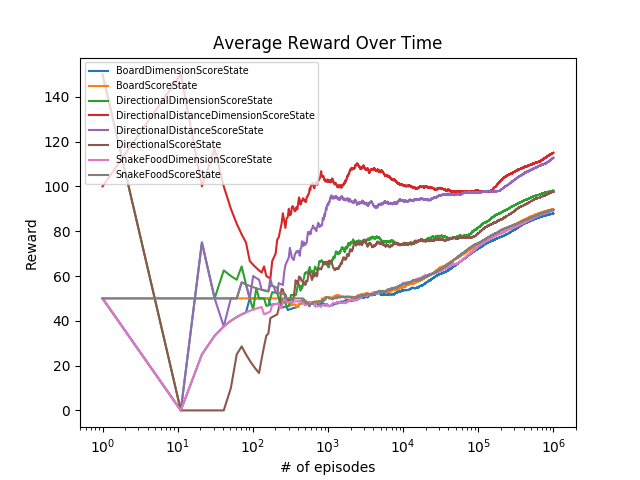 Average Reward Over Time
BoardDimensionScoreState
BoardScoreState
DirectionalDimensionScoreState
DirectionalDistanceDimensionScoreState
DirectionalDistanceScoreState
DirectionalScoreState
SnakeFoodDimensionScoreState
SnakeFoodScoreState
Reward
140
120
100
80
60
40
20
0
10⁰ 10¹ 10² 10³ 10⁴ 10⁵ 10⁶
# of episodes